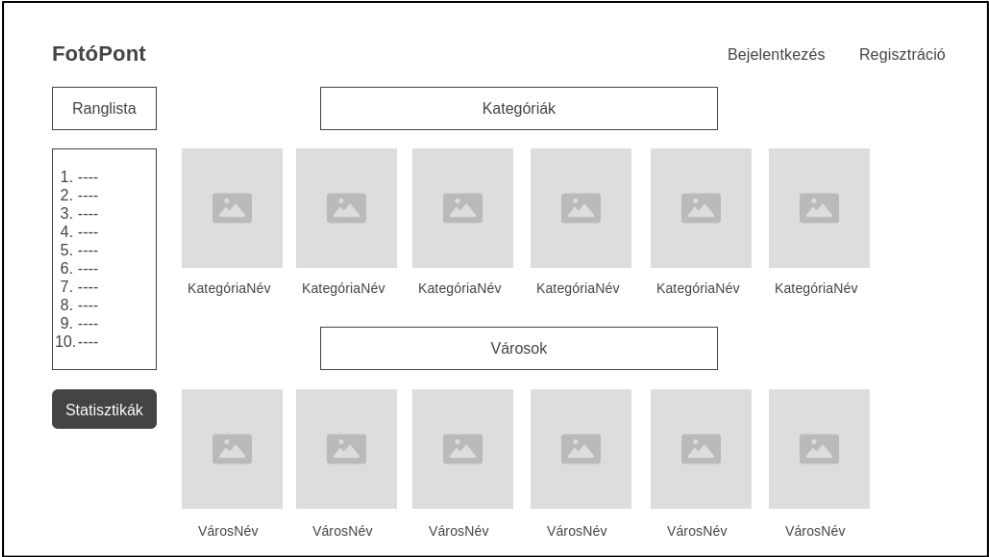 FotóPont
Bejelentkezés Regisztráció
Ranglista
Kategóriák
1. ----
2. ----
3. ----
4. ----
5. ----
6. ----
7. ----
8. ----
9. ----
10. ----
KategóriaNév KategóriaNév KategóriaNév KategóriaNév KategóriaNév KategóriaNév
Városok
Statisztikák
VárosNév VárosNév VárosNév VárosNév VárosNév VárosNév